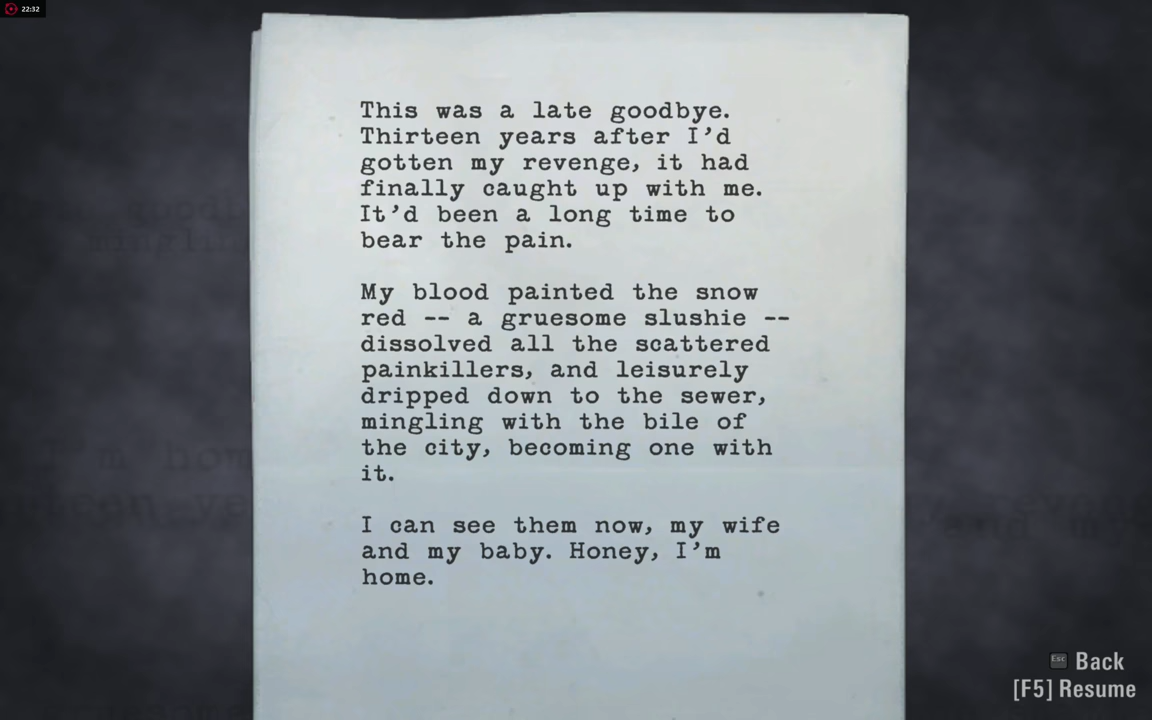 22:32
This was a late goodbye.
Thirteen years after I’d
gotten my revenge, it had
finally caught up with me.
It’d been a long time to
bear the pain.
My blood painted the snow
red -- a gruesome slushie --
dissolved all the scattered
painkillers, and leisurely
dripped down to the sewer,
mingling with the bile of
the city, becoming one with
it.
I can see them now, my wife
and my baby. Honey, I’m
home.
Esc Back
[F5] Resume